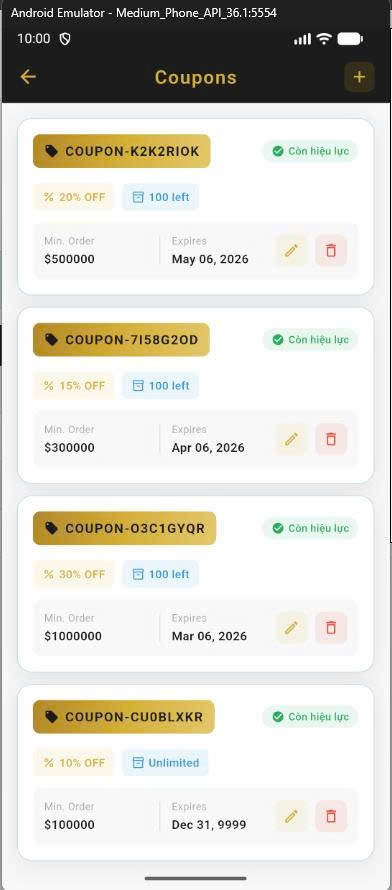 Android Emulator - Medium_Phone_API_36.1:5554
10:00
Coupons
COUPON-K2K2RIOK
Còn hiệu lực
% 20% OFF
100 left
Min. Order
Expires
$500000
May 06, 2026
COUPON-7I58G2OD
Còn hiệu lực
% 15% OFF
100 left
Min. Order
Expires
$300000
Apr 06, 2026
COUPON-O3C1GYQR
Còn hiệu lực
% 30% OFF
100 left
Min. Order
Expires
$1000000
Mar 06, 2026
COUPON-CU0BLXKR
Còn hiệu lực
% 10% OFF
Unlimited
Min. Order
Expires
$100000
Dec 31, 9999